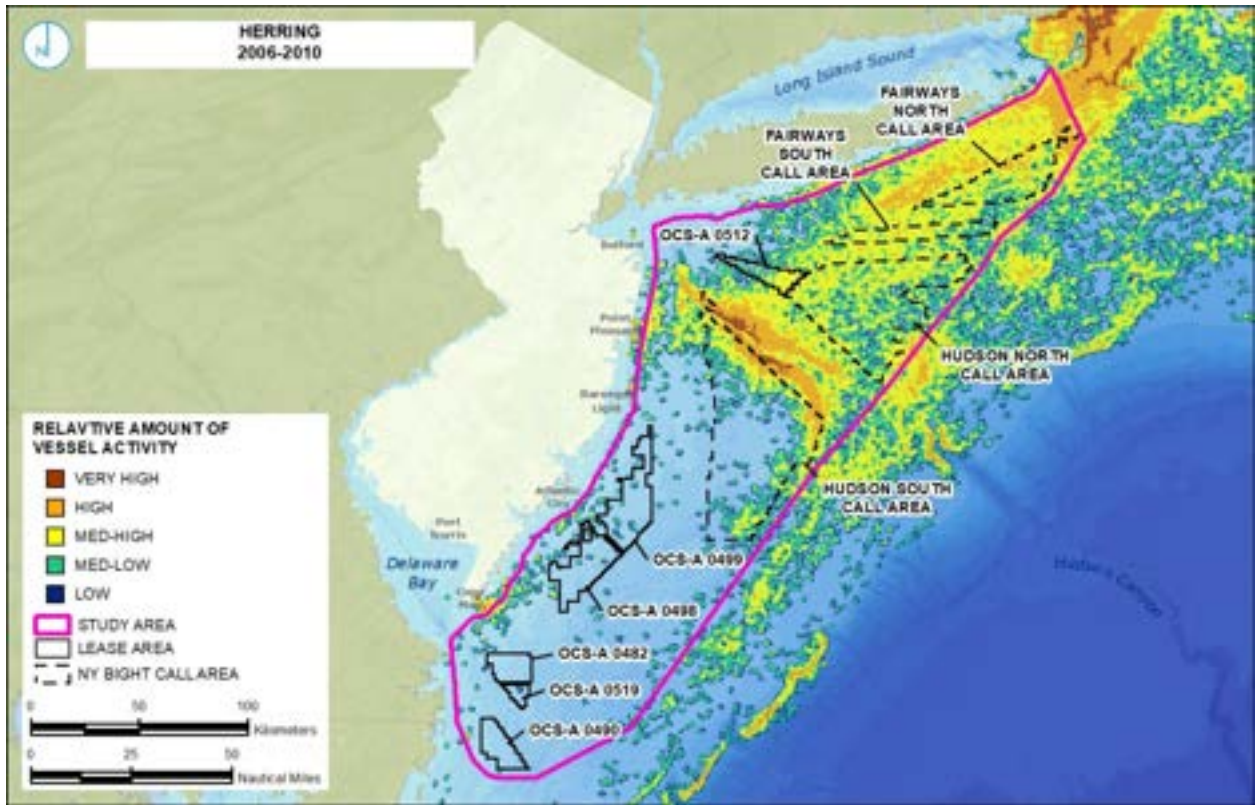 N
HERRING
2006-2010
Long Island Sound
FAIRWAYS
NORTH
CALL AREA
FAIRWAYS
SOUTH
CALL AREA
OCS-A 0512
Point
HUDSON NORTH
CALL AREA
Light
HUDSON SOUTH
CALL AREA
Port
Norris
Delaware
Bay
OCS-A 0499
OCS-A 0498
OCS-A 0482
OCS-A 0519
OCS-A 0490
RELAVTIVE AMOUNT OF
VESSEL ACTIVITY
VERY HIGH
HIGH
MED-HIGH
MED-LOW
LOW
STUDY AREA
LEASE AREA
NY BIGHT CALL AREA
0 50 100
Kilometers
0 25 50
Nautical Miles